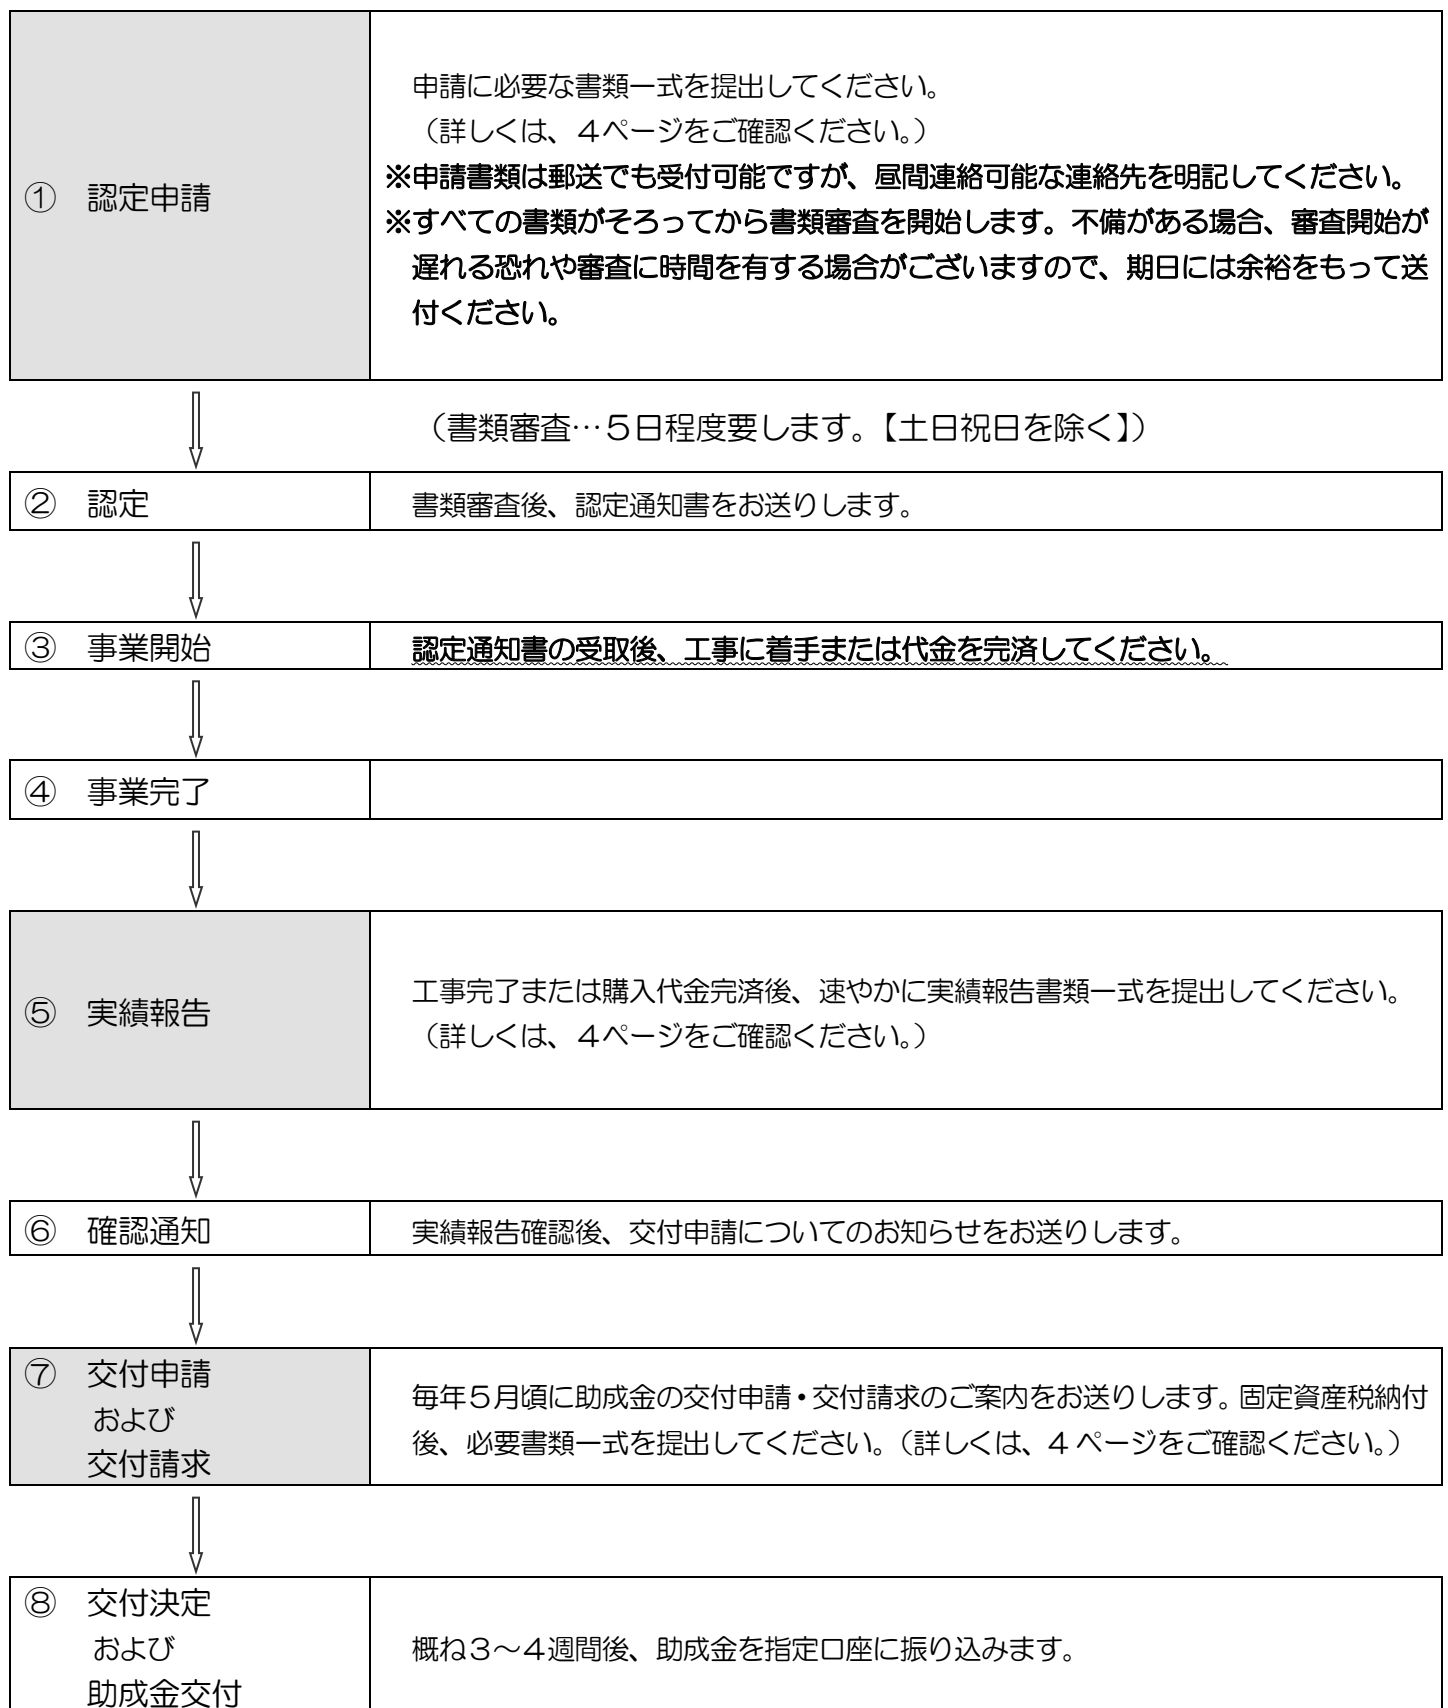 ① 認定申請
申請に必要な書類一式を提出してください。
（詳しくは、４ページをご確認ください。）
※申請書類は郵送でも受付可能ですが、昼間連絡可能な連絡先を明記してください。
※すべての書類がそろってから書類審査を開始します。不備がある場合、審査開始が
遅れる恐れや審査に時間を有する場合がございますので、期日には余裕をもって送
付ください。
（書類審査…５日程度要します。【土日祝日を除く】）
② 認定
書類審査後、認定通知書をお送りします。
③ 事業開始
認定通知書の受取後、工事に着手または代金を完済してください。
④ 事業完了
⑤ 実績報告
工事完了または購入代金完済後、速やかに実績報告書類一式を提出してください。
（詳しくは、４ページをご確認ください。）
⑥ 確認通知
実績報告確認後、交付申請についてのお知らせをお送りします。
⑦ 交付申請
および
交付請求
毎年５月頃に助成金の交付申請・交付請求のご案内をお送りします。固定資産税納付
後、必要書類一式を提出してください。（詳しくは、4 ページをご確認ください。）
⑧ 交付決定
および
助成金交付
概ね３～４週間後、助成金を指定口座に振り込みます。